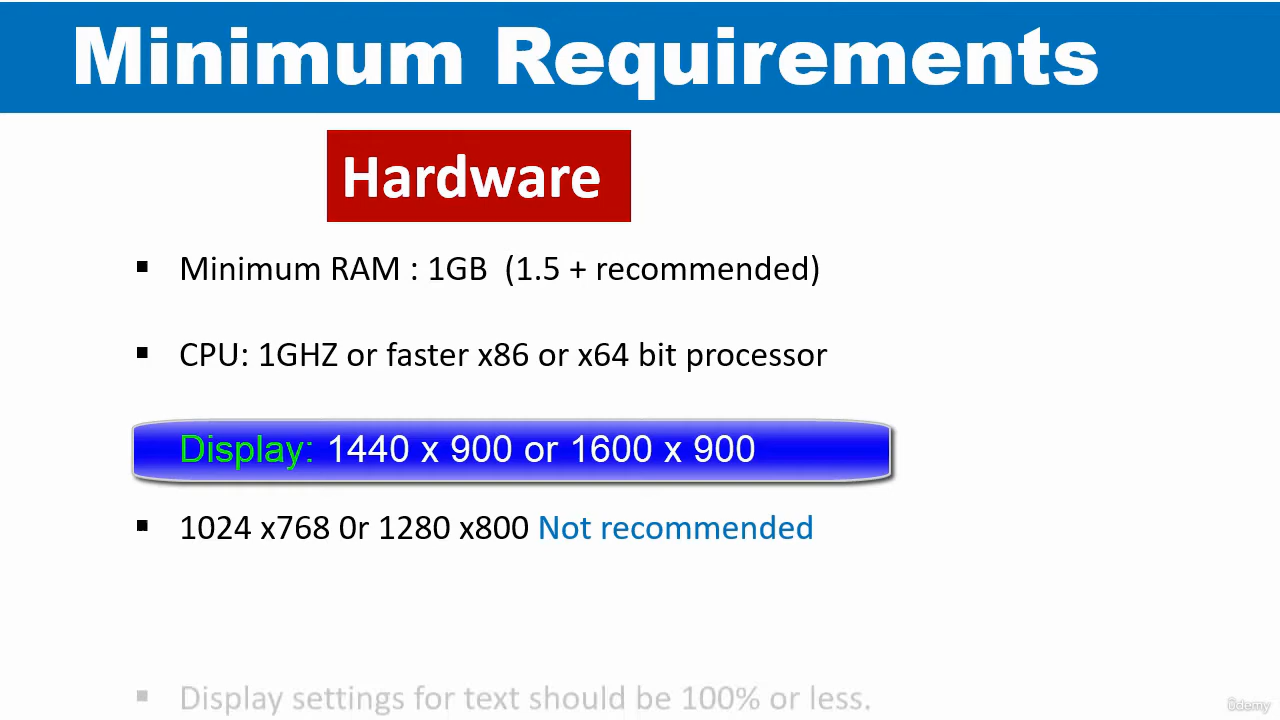 Minimum Requirements
Hardware
▪ Minimum RAM : 1GB (1.5 + recommended)
▪ CPU: 1GHZ or faster x86 or x64 bit processor
Display: 1440 x 900 or 1600 x 900
▪ 1024 x768 0r 1280 x800 Not recommended
▪ Display settings for text should be 100% or less.
ûdemy